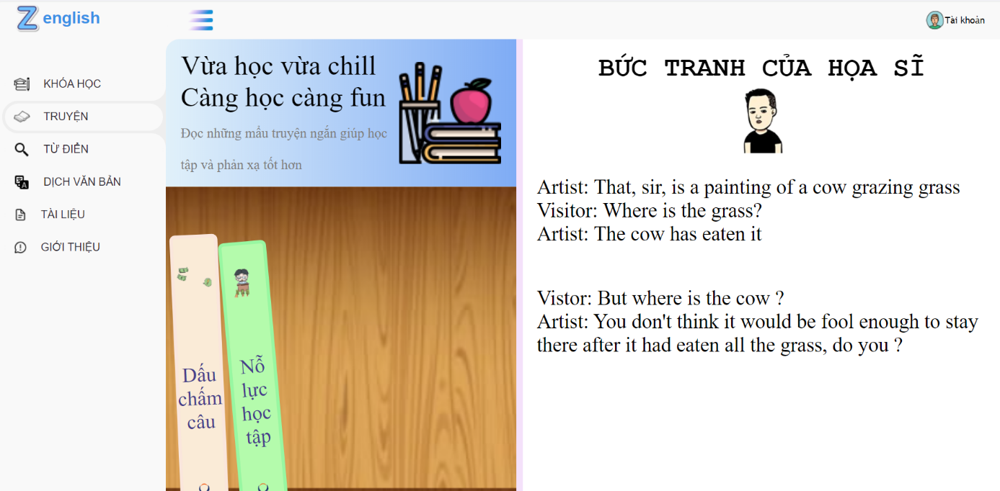 Z english
Tài khoản
KHÓA HỌC
TRUYỆN
TỪ ĐIỂN
DỊCH VĂN BẢN
TÀI LIỆU
GIỚI THIỆU
Vừa học vừa chill
Càng học càng fun
Đọc những mẩu truyện ngắn giúp học
tập và phản xạ tốt hơn
Dấu
chấm
câu
Nỗ
lực
học
tập
BỨC TRANH CỦA HỌA SĨ
Artist: That, sir, is a painting of a cow grazing grass
Visitor: Where is the grass?
Artist: The cow has eaten it
Vistor: But where is the cow ?
Artist: You don't think it would be fool enough to stay
there after it had eaten all the grass, do you ?